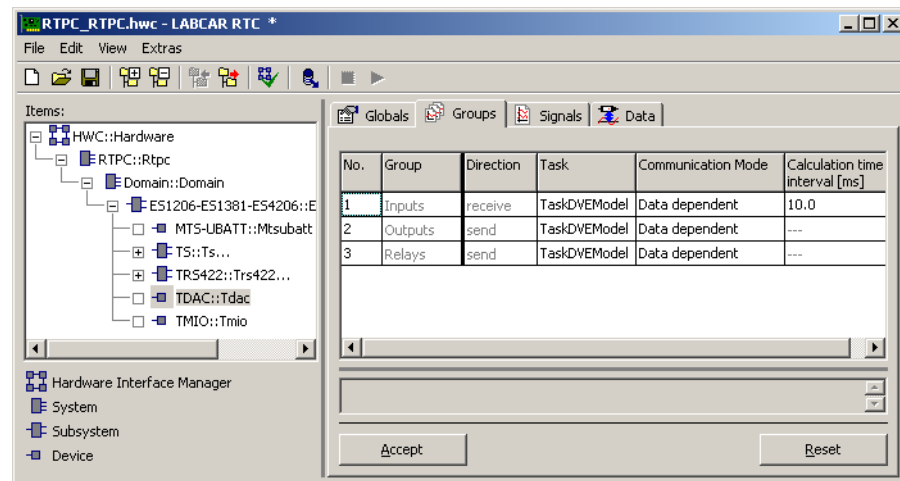 RTPC_RTPC.hwc - LABCAR RTC *
File Edit View Extras
Items:
HWC::Hardware
RTPC::Rtpc
Domain::Domain
ES1206-ES1381-ES4206::E
MTS-UBATT::Mtsubatt
TS::Ts...
TRS422::Trs422...
TDAC::Tdac
TMIO::Tmio
Hardware Interface Manager
System
Subsystem
Device
Globals Groups Signals Data
No. Group Direction Task Communication Mode Calculation time
interval [ms]
1 Inputs receive TaskDVEModel Data dependent 10.0
2 Outputs send TaskDVEModel Data dependent ---
3 Relays send TaskDVEModel Data dependent ---
Accept Reset